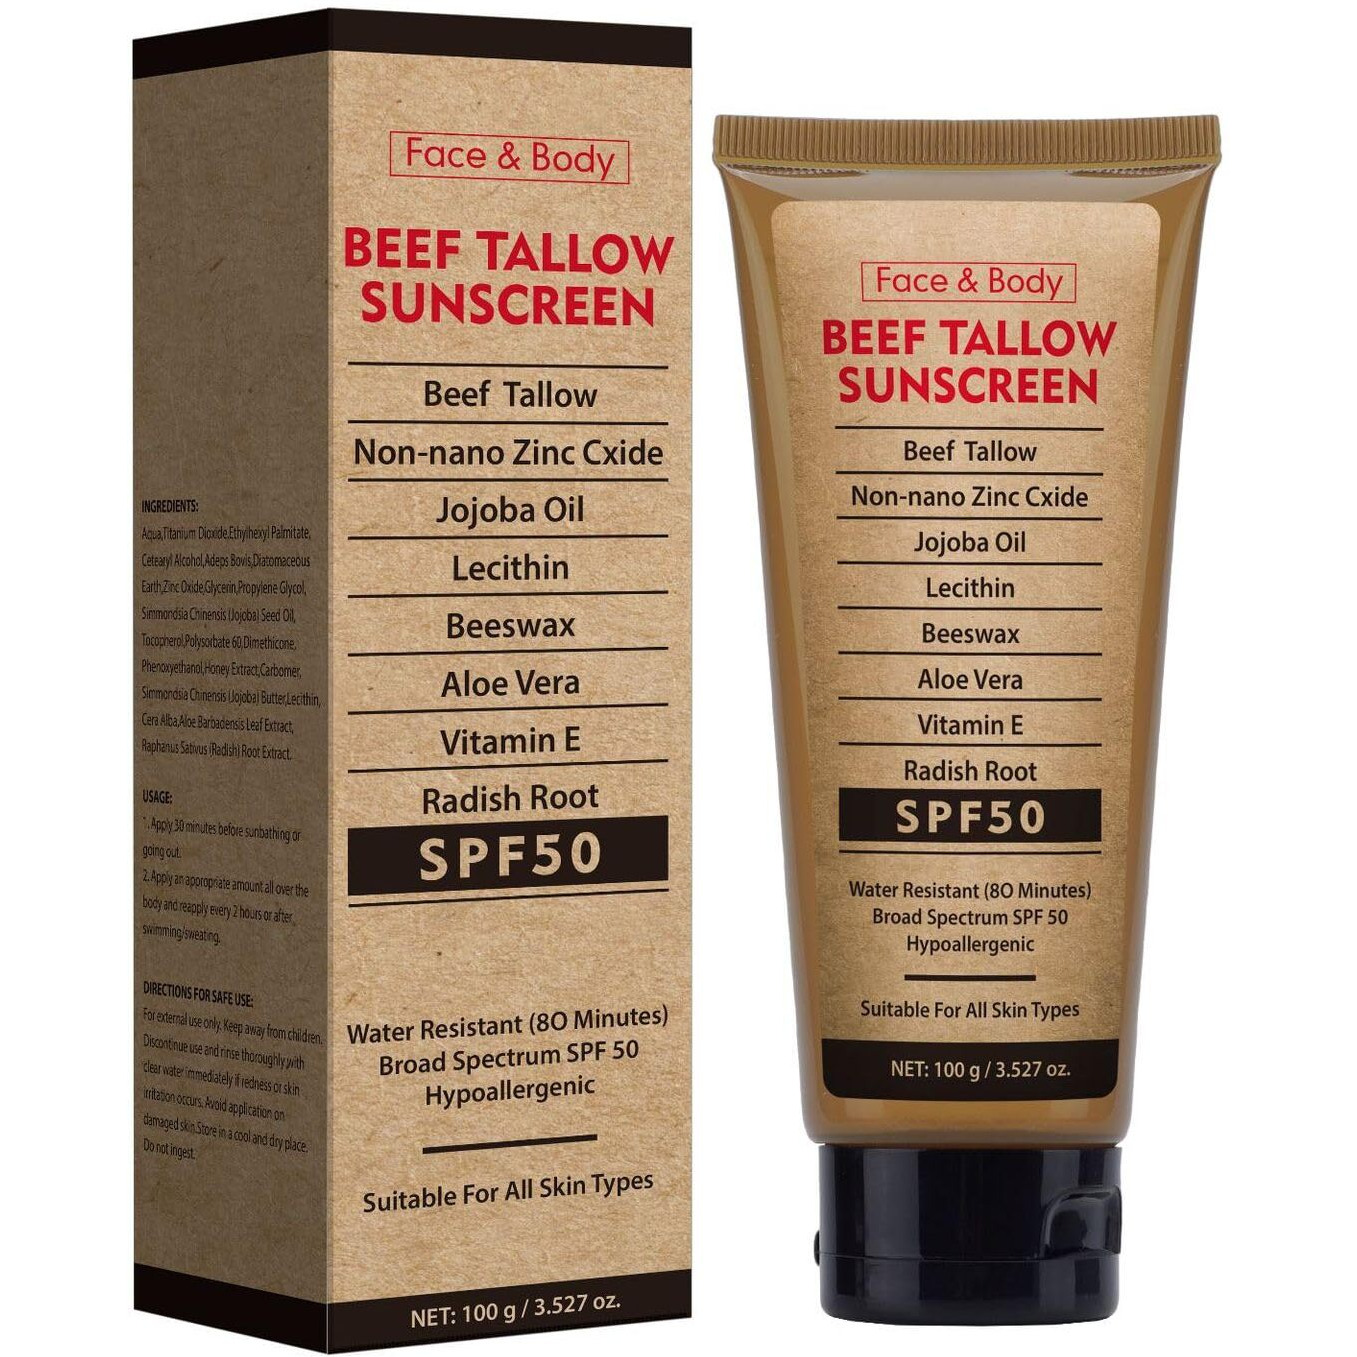 Face & Body
BEEF TALLOW
SUNSCREEN
Beef Tallow
Non-nano Zinc Cxide
Jojoba Oil
Lecithin
Beeswax
Aloe Vera
Vitamin E
Radish Root
SPF50
Water Resistant (80 Minutes)
Broad Spectrum SPF 50
Hypoallergenic
Suitable For All Skin Types
NET: 100 g / 3.527 oz.
INGREDIENTS:
Aqua,Titanium Dioxide,Ethylhexyl Palmitate,
Cetearyl Alcohol,Adeps Bovis,Diatomaceous
Earth,Zinc Oxide,Glycerin,Propylene Glycol,
Simmondsia Chinensis (Jojoba) Seed Oil,
Tocopherol,Polysorbate 60,Dimethicone,
Phenoxyethanol,Honey Extract,Carbomer,
Simmondsia Chinensis (Jojoba) Butter,Lecithin,
Cera Alba,Aloe Barbadensis Leaf Extract,
Raphanus Sativus (Radish) Root Extract.
USAGE:
1. Apply 30 minutes before sunbathing or
going out.
2. Apply an appropriate amount all over the
body and reapply every 2 hours or after
swimming/sweating.
DIRECTIONS FOR SAFE USE:
For external use only. Keep away from children.
Discontinue use and rinse thoroughly with
clear water immediately if redness or skin
irritation occurs. Avoid application on
damaged skin.Store in a cool and dry place.
Do not ingest.
Face & Body
BEEF TALLOW
SUNSCREEN
Beef Tallow
Non-nano Zinc Cxide
Jojoba Oil
Lecithin
Beeswax
Aloe Vera
Vitamin E
Radish Root
SPF50
Water Resistant (80 Minutes)
Broad Spectrum SPF 50
Hypoallergenic
Suitable For All Skin Types
NET: 100 g / 3.527 oz.